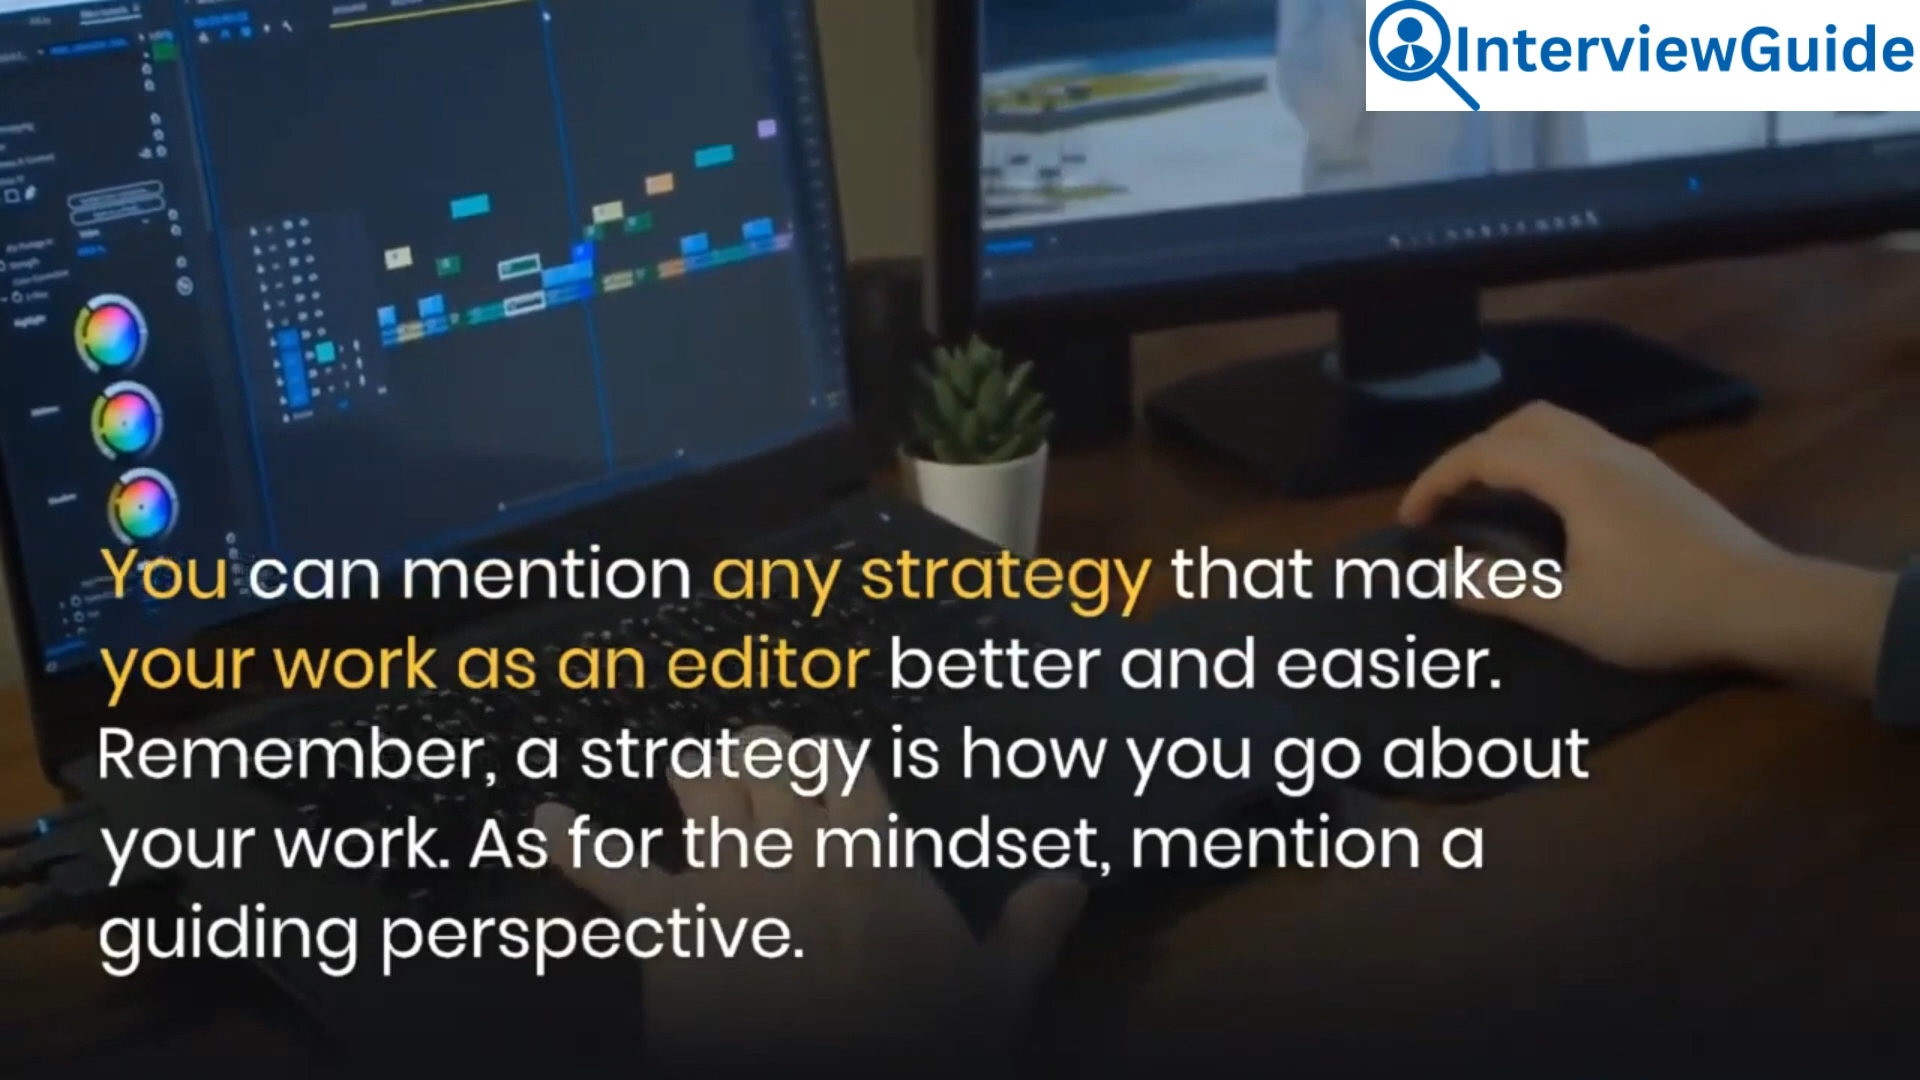 InterviewGuide
You can mention any strategy that makes
your work as an editor better and easier.
Remember, a strategy is how you go about
your work. As for the mindset, mention a
guiding perspective.